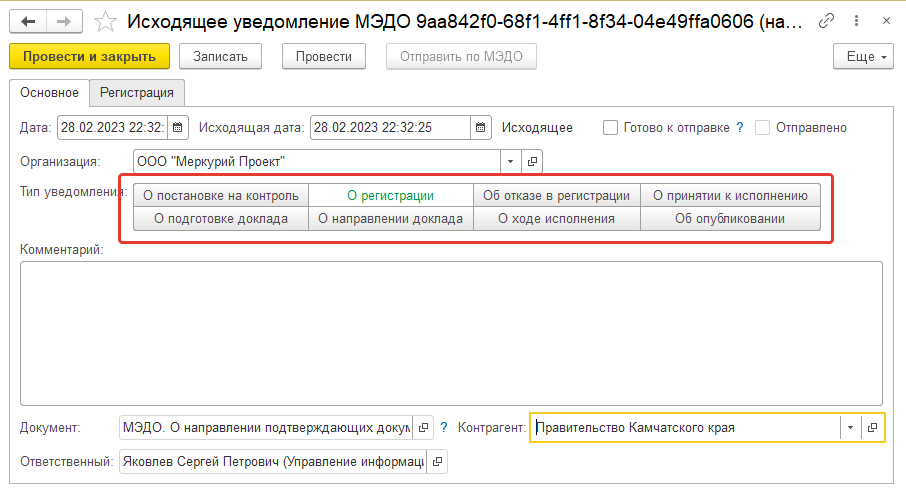 Исходящее уведомление МЭДО 9aa842f0-68f1-4ff1-8f34-04e49ffa0606 (на...
Провести и закрыть Записать Провести Отправить по МЭДО Еще
Основное Регистрация
Дата: 28.02.2023 22:32: Исходящая дата: 28.02.2023 22:32:25 Исходящее Готово к отправке ? Отправлено
Организация: ООО "Меркурий Проект"
Тип уведомления: О постановке на контроль О регистрации Об отказе в регистрации О принятии к исполнению
О подготовке доклада О направлении доклада О ходе исполнения Об опубликовании
Комментарий:
Документ: МЭДО. О направлении подтверждающих докум ? Контрагент: Правительство Камчатского края
Ответственный: Яковлев Сергей Петрович (Управление информаци